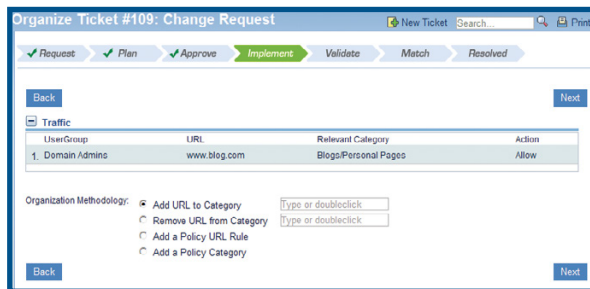 Organize Ticket #109: Change Request
New Ticket Search... Print
Request Plan Approve Implement Validate Match Resolved
Back Next
Traffic
UserGroup URL Relevant Category Action
1. Domain Admins www.blog.com Blogs/Personal Pages Allow
Organization Methodology: Add URL to Category Type or doubleclick
Remove URL from Category Type or doubleclick
Add a Policy URL Rule
Add a Policy Category
Back Next